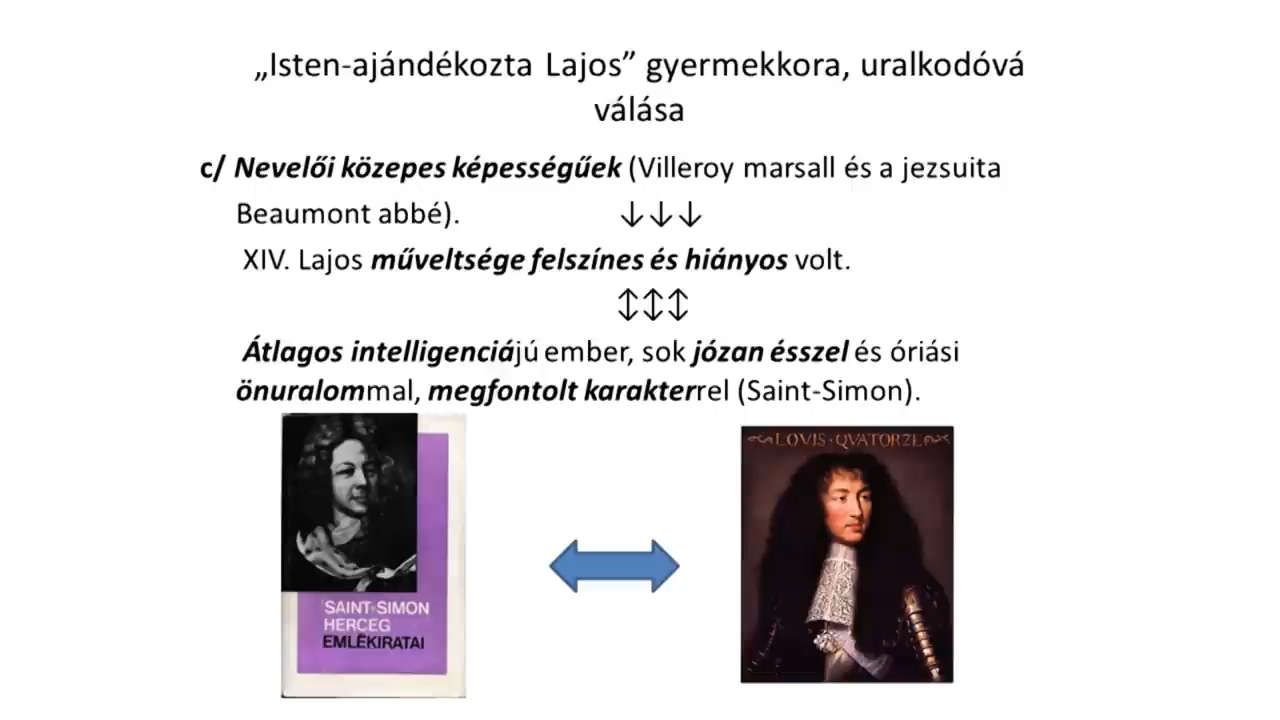 „Isten-ajándékozta Lajos” gyermekkora, uralkodóvá
válása
c/ Nevelői közepes képességűek (Villeroy marsall és a jezsuita
Beaumont abbé). ↓↓↓
XIV. Lajos műveltsége felszínes és hiányos volt.
↕↕↕
Átlagos intelligenciájú ember, sok józan ésszel és óriási
önuralommal, megfontolt karakterrel (Saint-Simon).
SAINT-SIMON
HERCEG
EMLÉKIRATAI
LOVIS·QVATORZE